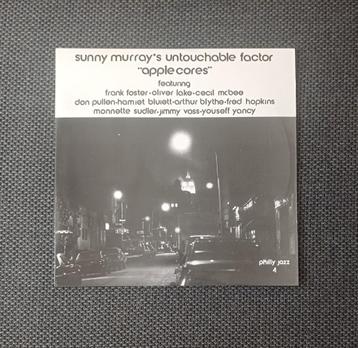 sunny murray's untouchable factor
"apple cores"
featuring
frank foster-oliver lake-cecil mcbee
don pullen-hamiet bluiett-arthur blythe-fred hopkins
monnette sudler-jimmy voss-youseff yancy
philly jazz
4